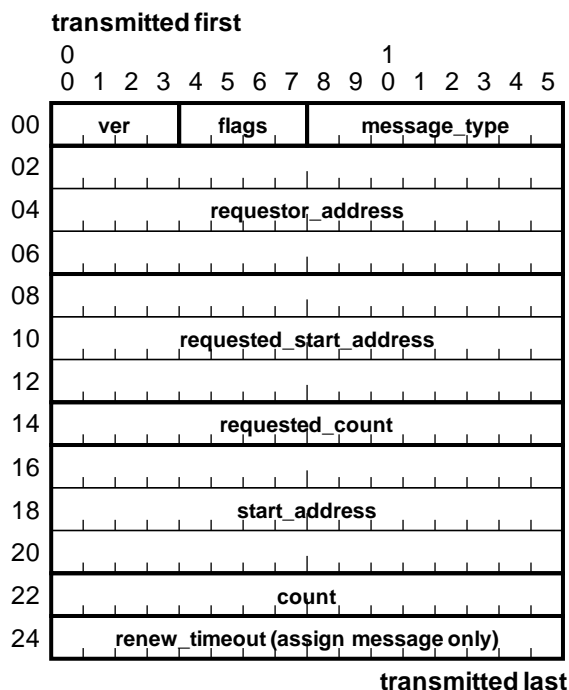 transmitted first
0 1
0 1 2 3 4 5 6 7 8 9 0 1 2 3 4 5
00 ver flags message_type
02
04 requestor_address
06
08
10 requested_start_address
12
14 requested_count
16
18 start_address
20
22 count
24 renew_timeout (assign message only)
transmitted last